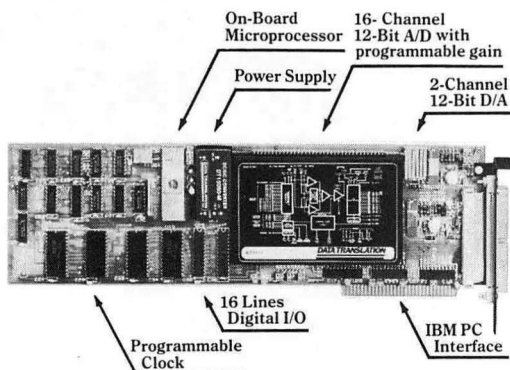 On-Board
Microprocessor
16- Channel
12-Bit A/D with
programmable gain
Power Supply
2-Channel
12-Bit D/A
DATA TRANSLATION
16 Lines
Digital I/O
Programmable
Clock
IBM PC
Interface